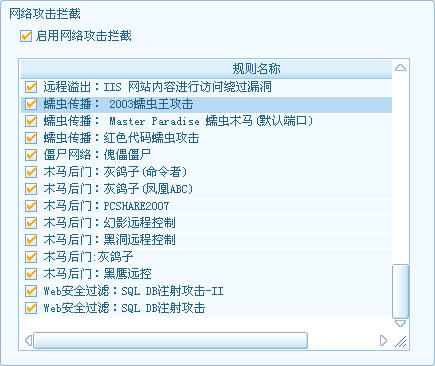 网络攻击拦截
启用网络攻击拦截
规则名称
远程溢出：IIS 网站内容进行访问绕过漏洞
蠕虫传播： 2003蠕虫王攻击
蠕虫传播： Master Paradise 蠕虫木马(默认端口)
蠕虫传播：红色代码蠕虫攻击
僵尸网络：傀儡僵尸
木马后门：灰鸽子(命令者)
木马后门：灰鸽子(凤凰ABC)
木马后门：PCSHARE2007
木马后门：幻影远程控制
木马后门：黑洞远程控制
木马后门:灰鸽子
木马后门：黑鹰远控
Web安全过滤：SQL DB注射攻击-II
Web安全过滤：SQL DB注射攻击